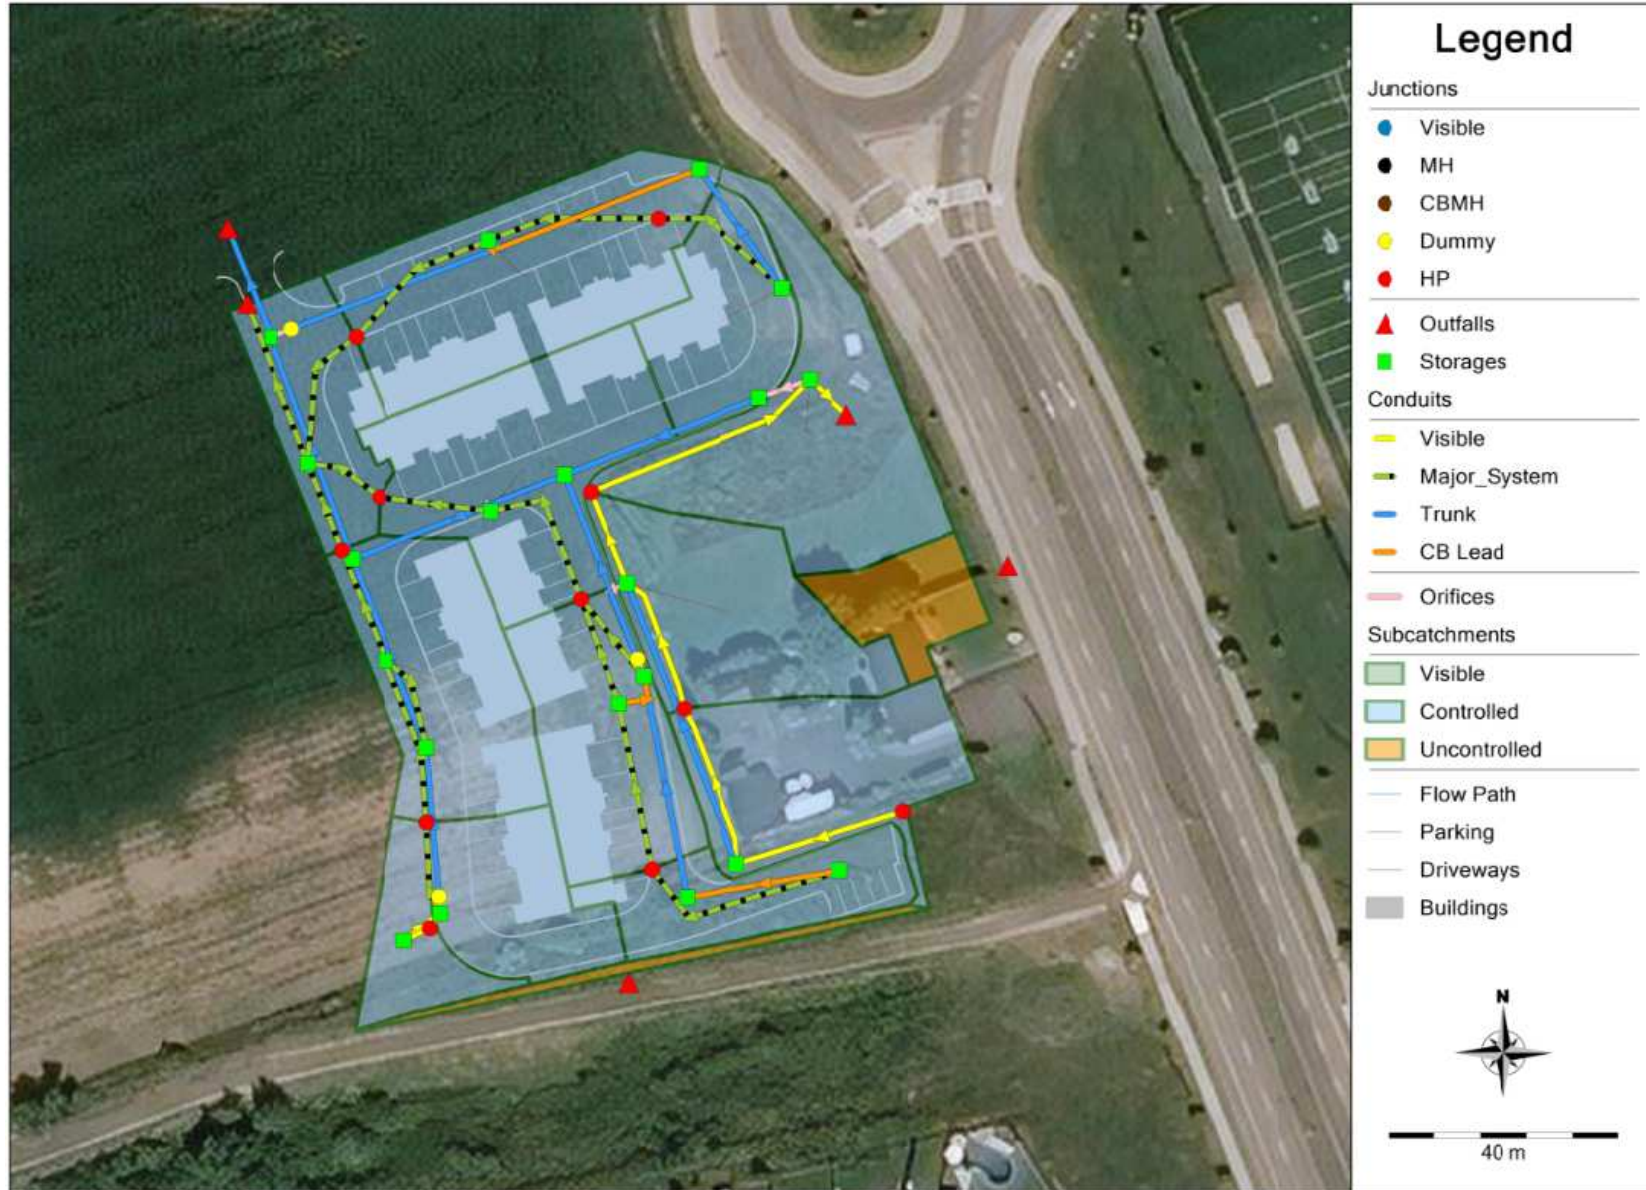 Legend
Junctions
Visible
MH
CBMH
Dummy
HP
Outfalls
Storages
Conduits
Visible
Major_System
Trunk
CB Lead
Orifices
Subcatchments
Visible
Controlled
Uncontrolled
Flow Path
Parking
Driveways
Buildings
N
40 m